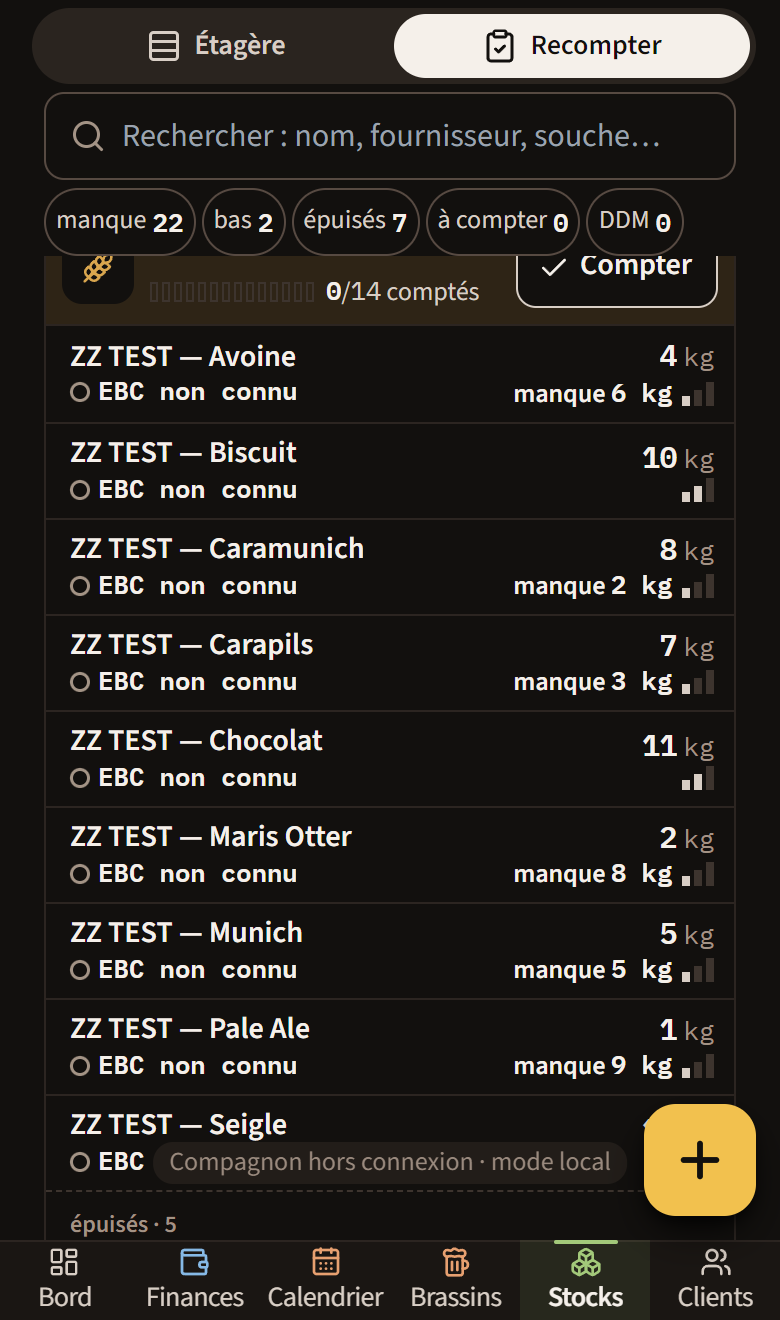 Étagère
Recompter
Rechercher : nom, fournisseur, souche…
manque 22 bas 2 épuisés 7 à compter 0 DDM 0
0/14 comptés
Compter
ZZ TEST — Avoine 4 kg
EBC non connu manque 6 kg
ZZ TEST — Biscuit 10 kg
EBC non connu
ZZ TEST — Caramunich 8 kg
EBC non connu manque 2 kg
ZZ TEST — Carapils 7 kg
EBC non connu manque 3 kg
ZZ TEST — Chocolat 11 kg
EBC non connu
ZZ TEST — Maris Otter 2 kg
EBC non connu manque 8 kg
ZZ TEST — Munich 5 kg
EBC non connu manque 5 kg
ZZ TEST — Pale Ale 1 kg
EBC non connu manque 9 kg
ZZ TEST — Seigle
EBC
Compagnon hors connexion · mode local
épuisés · 5
Bord Finances Calendrier Brassins Stocks Clients